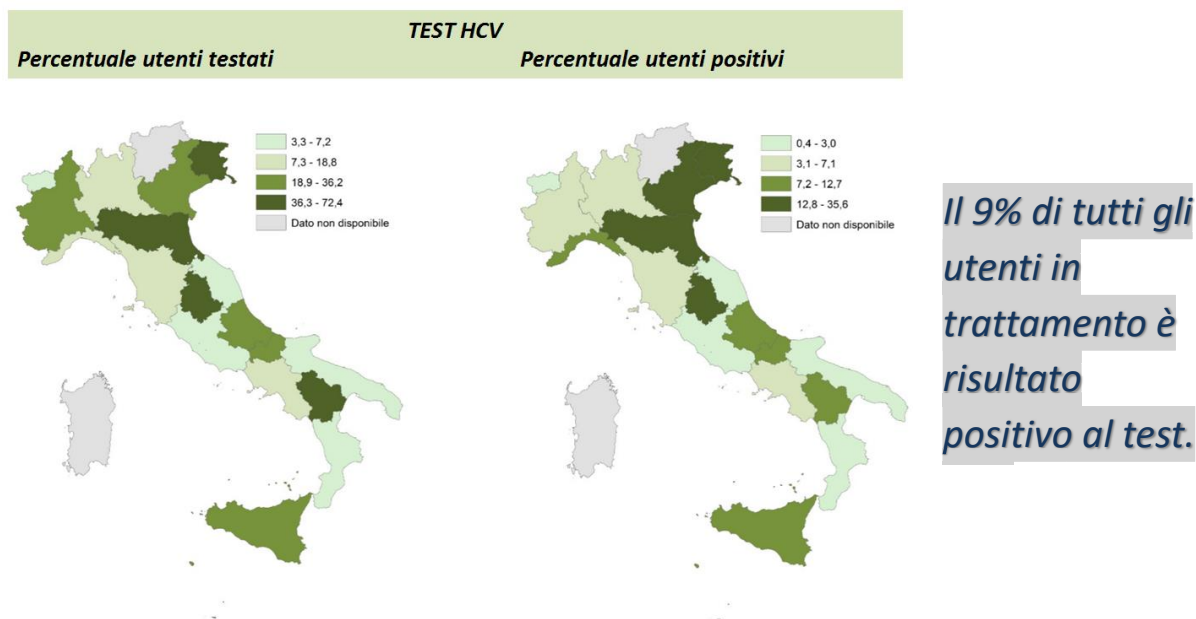 TEST HCV
Percentuale utenti testati
Percentuale utenti positivi
3,3 - 7,2
7,3 - 18,8
18,9 - 36,2
36,3 - 72,4
Dato non disponibile
0,4 - 3,0
3,1 - 7,1
7,2 - 12,7
12,8 - 35,6
Dato non disponibile
Il 9% di tutti gli
utenti in
trattamento è
risultato
positivo al test.